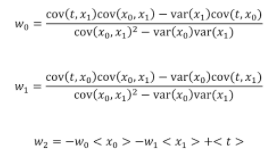 w₀ = (cov(t, x₁)cov(x₀, x₁) − var(x₁)cov(t, x₀)) / (cov(x₀, x₁)² − var(x₀)var(x₁))
w₁ = (cov(t, x₀)cov(x₀, x₁) − var(x₀)cov(t, x₁)) / (cov(x₀, x₁)² − var(x₀)var(x₁))
w₂ = −w₀ < x₀ > −w₁ < x₁ > +< t >